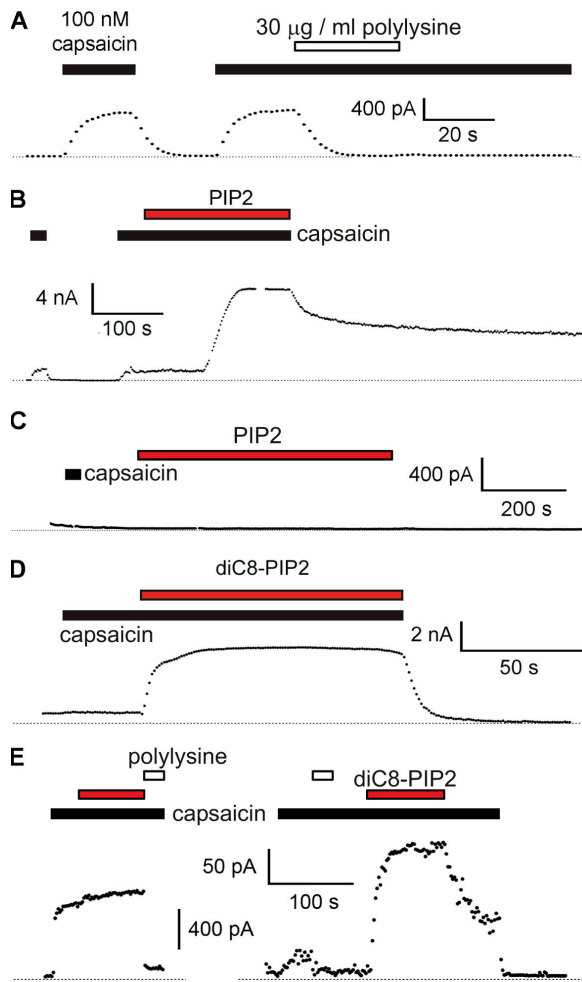 A
100 nM
capsaicin
30 μg / ml polylysine
400 pA
20 s
B
PIP2
capsaicin
4 nA
100 s
C
PIP2
capsaicin
400 pA
200 s
D
diC8-PIP2
capsaicin
2 nA
50 s
E
polylysine
diC8-PIP2
capsaicin
50 pA
100 s
400 pA